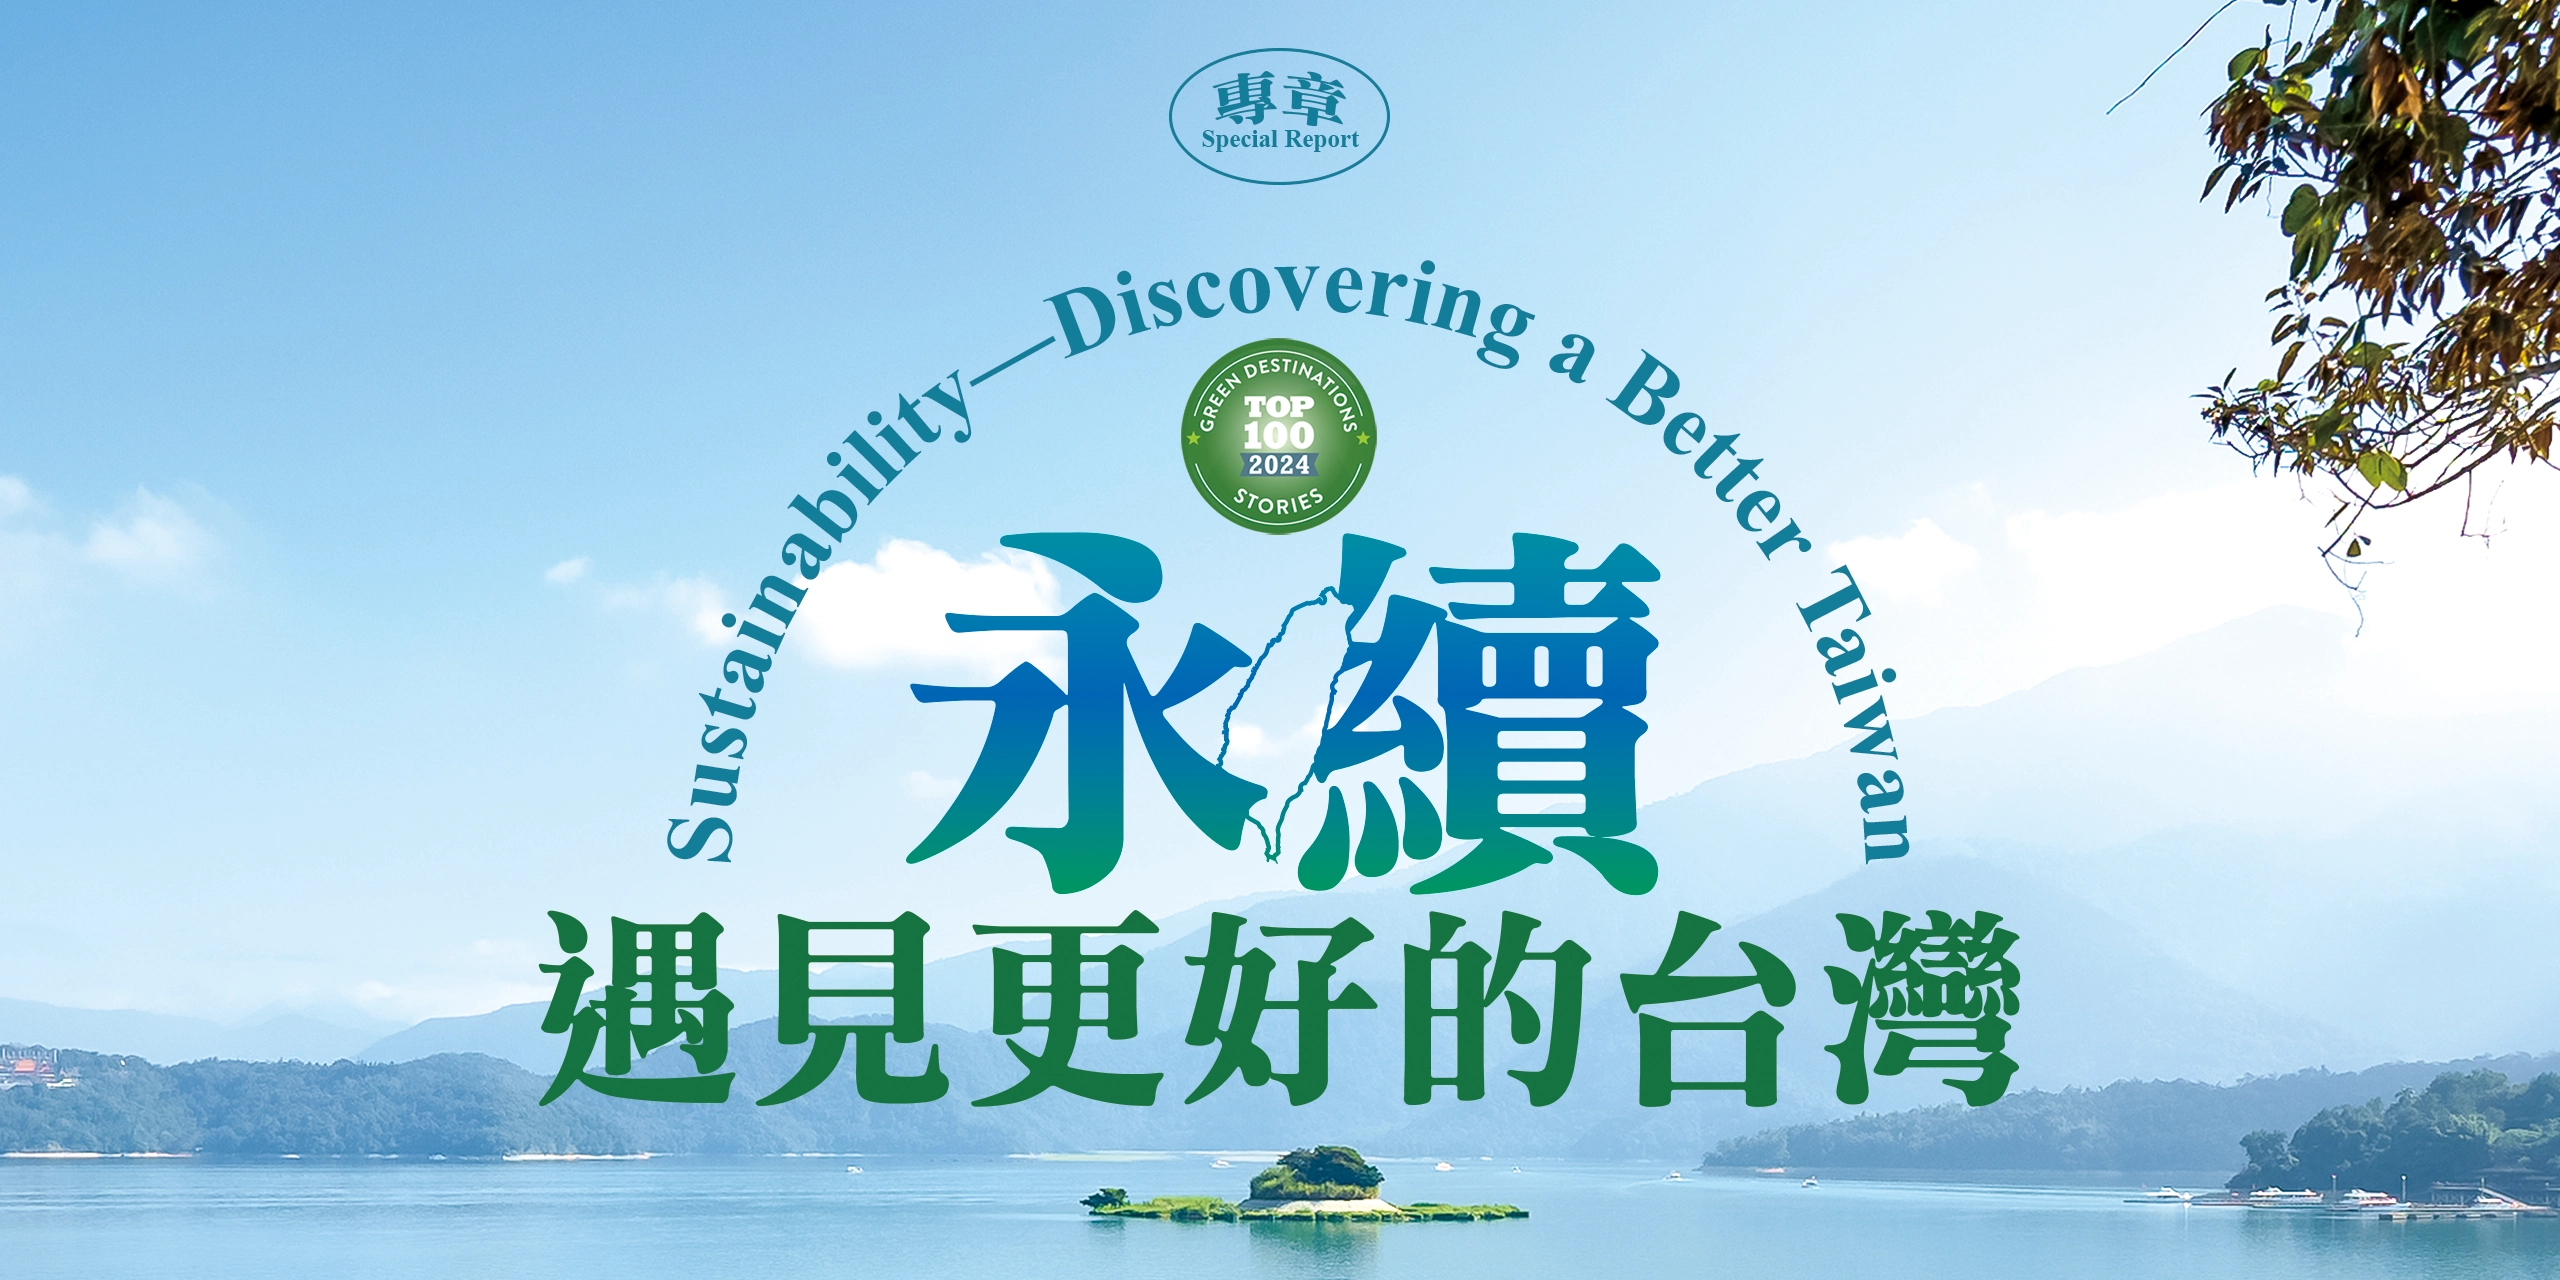 專章
Special Report
Sustainability—Discovering a Better Taiwan
GREEN DESTINATIONS
TOP
100
2024
STORIES
永續
遇見更好的台灣